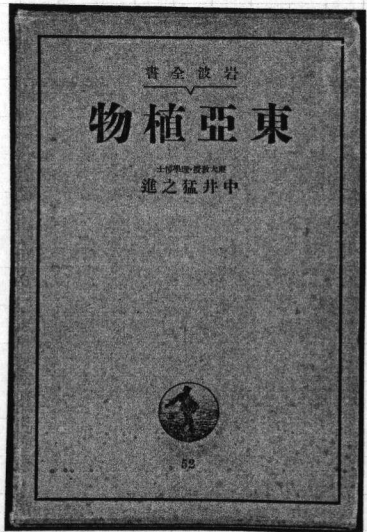 岩波全書
東亞植物
東大教授・理學博士
中井猛之進
52